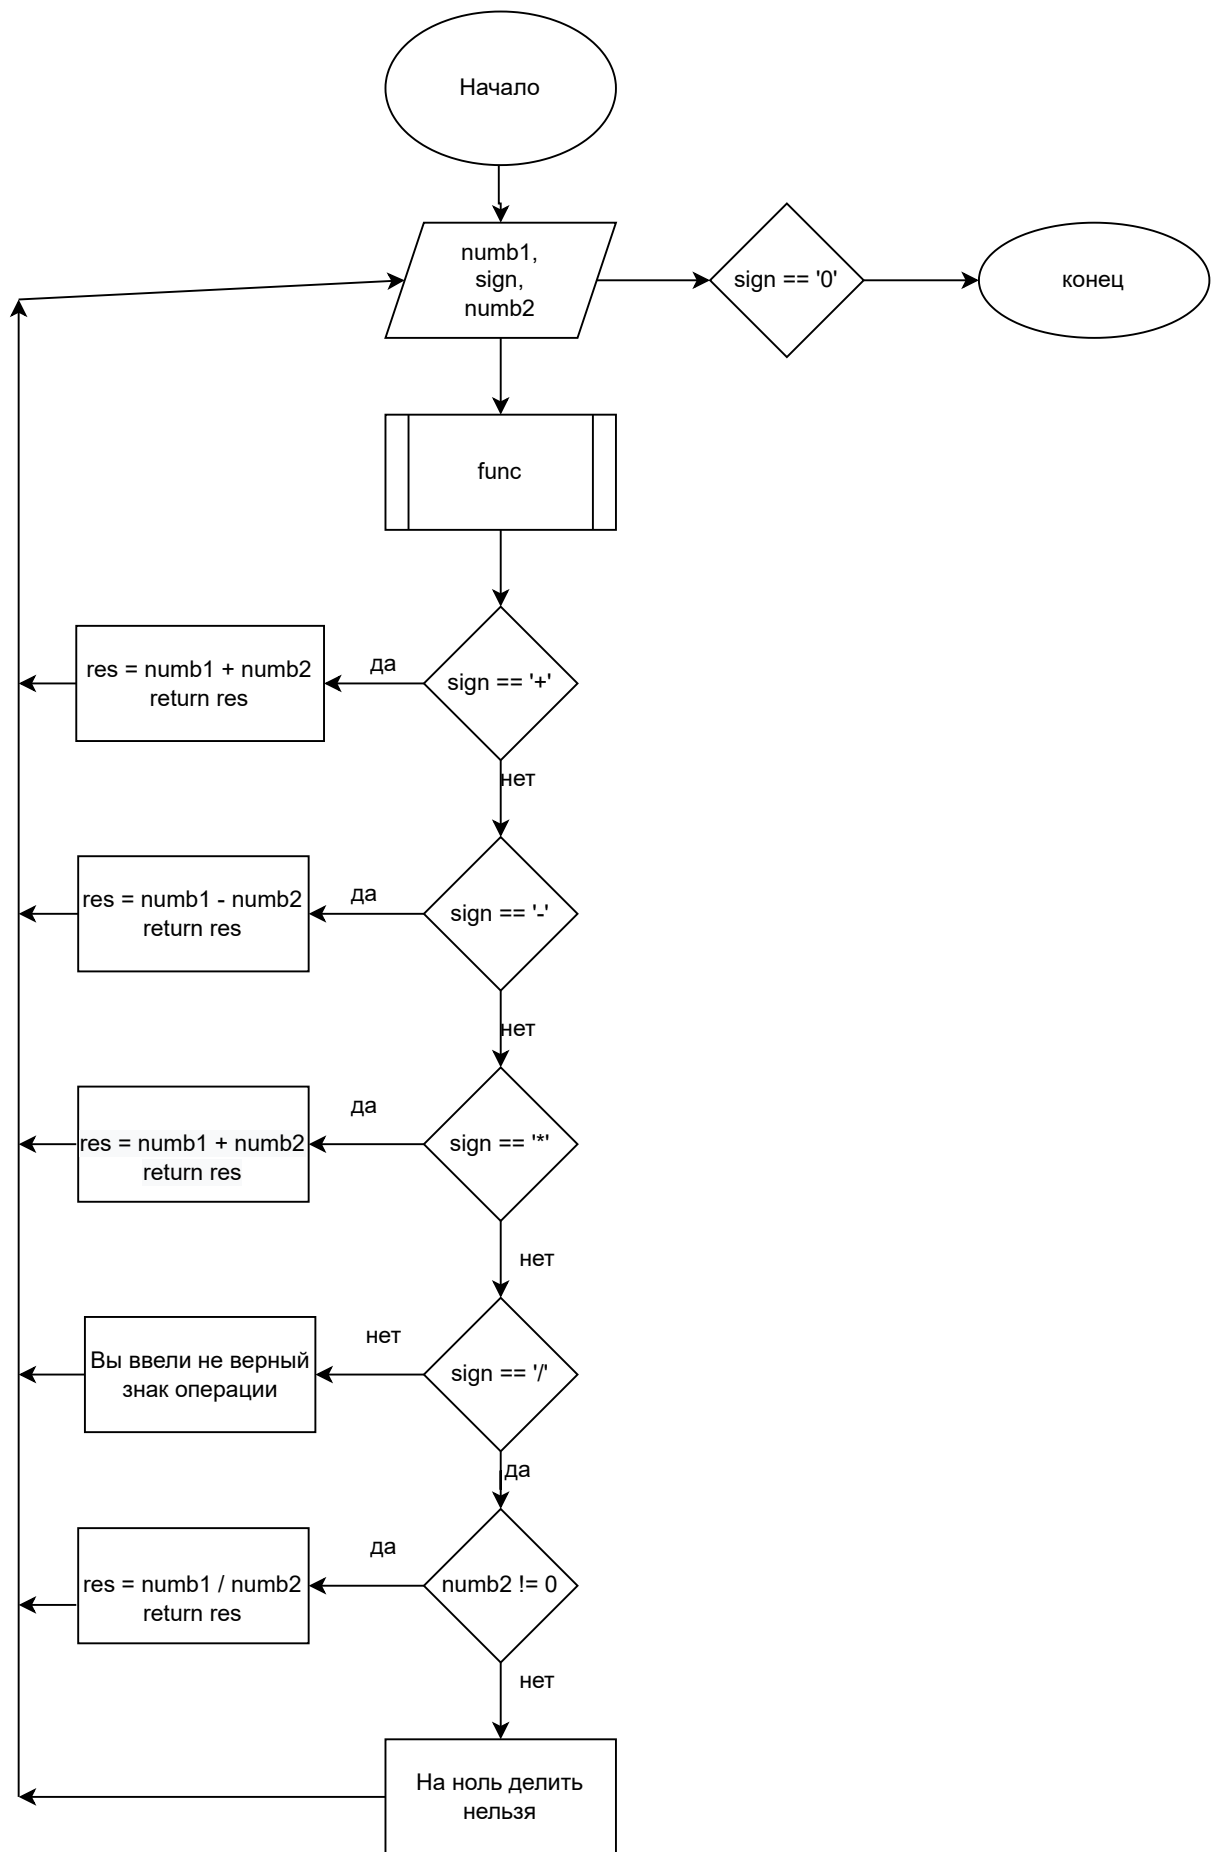 Начало
numb1,
sign,
numb2
sign == '0'
конец
func
res = numb1 + numb2
return res
да
sign == '+'
нет
res = numb1 - numb2
return res
да
sign == '-'
нет
res = numb1 + numb2
return res
да
sign == '*'
нет
Вы ввели не верный
знак операции
нет
sign == '/'
да
res = numb1 / numb2
return res
да
numb2 != 0
нет
На ноль делить
нельзя